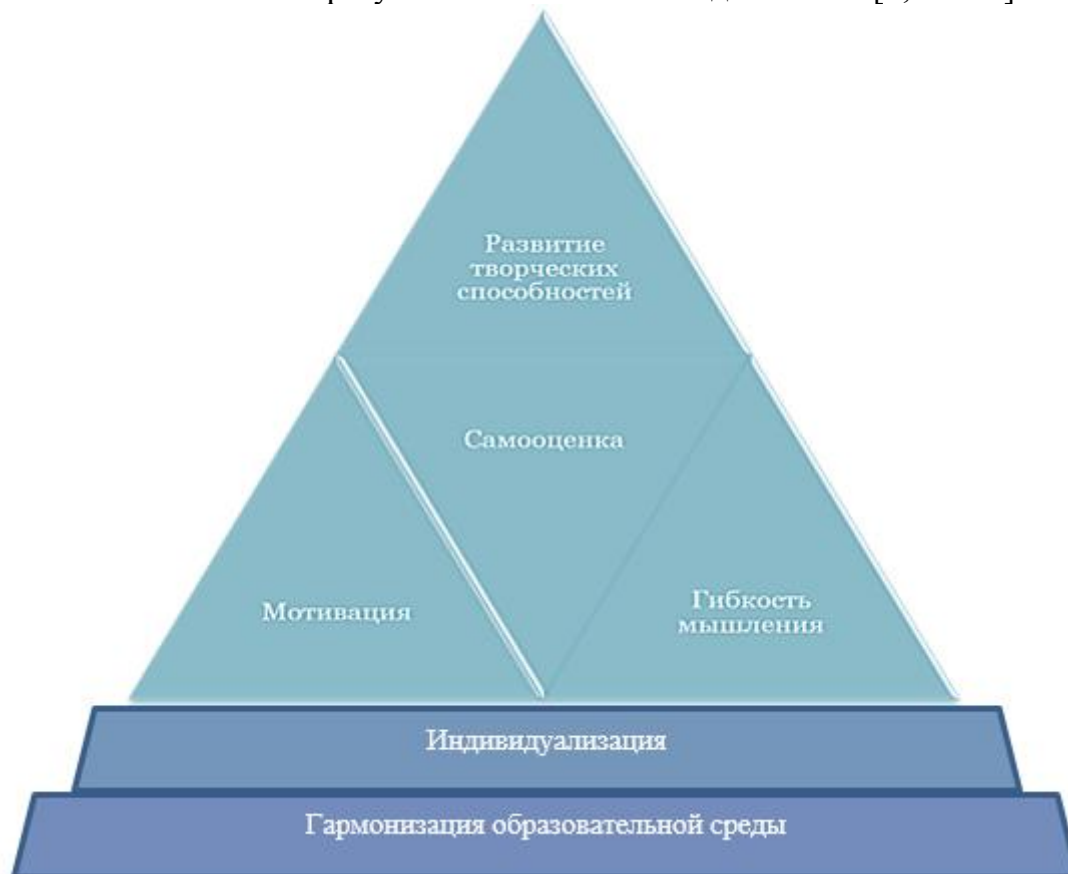 Развитие
творческих
способностей
Самооценка
Мотивация
Гибкость
мышления
Индивидуализация
Гармонизация образовательной среды